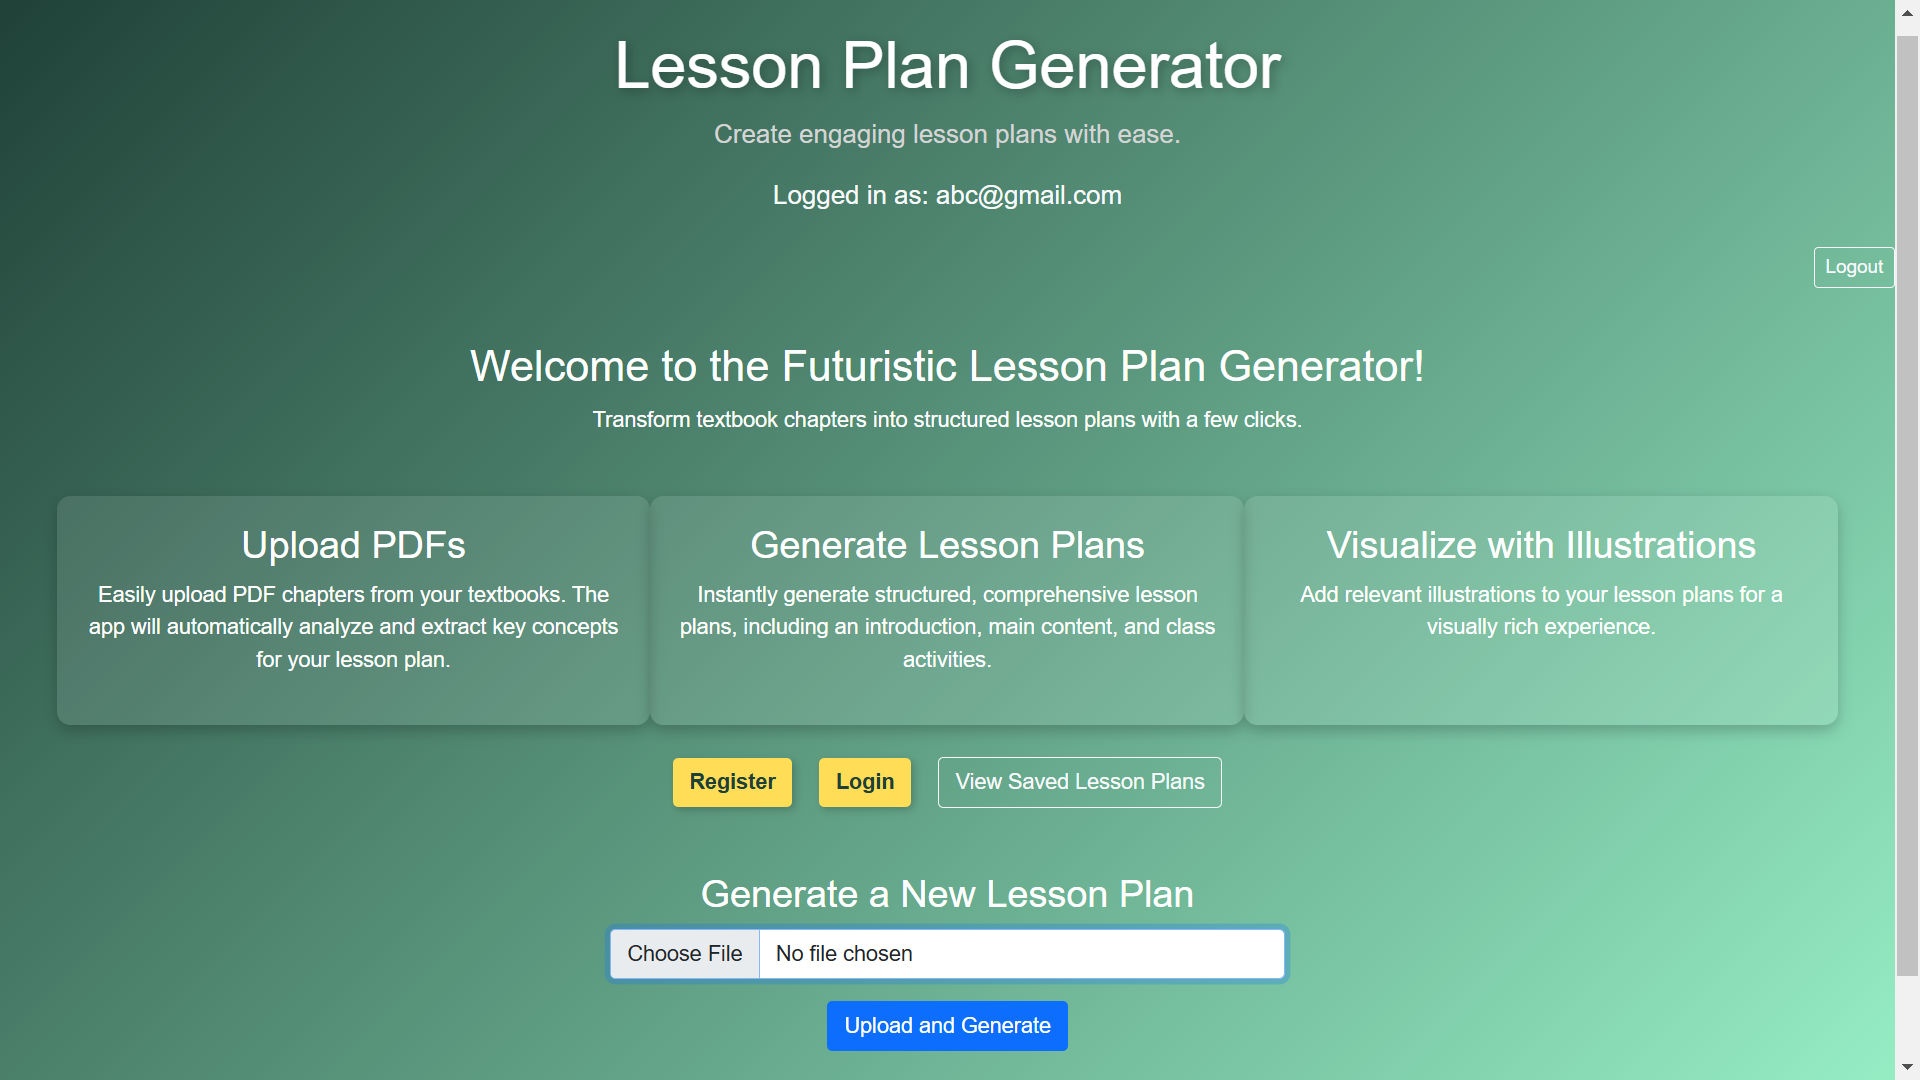 Lesson Plan Generator
Create engaging lesson plans with ease.
Logged in as: abc@gmail.com
Logout
Welcome to the Futuristic Lesson Plan Generator!
Transform textbook chapters into structured lesson plans with a few clicks.
Upload PDFs
Easily upload PDF chapters from your textbooks. The
app will automatically analyze and extract key concepts
for your lesson plan.
Generate Lesson Plans
Instantly generate structured, comprehensive lesson
plans, including an introduction, main content, and class
activities.
Visualize with Illustrations
Add relevant illustrations to your lesson plans for a
visually rich experience.
Register Login View Saved Lesson Plans
Generate a New Lesson Plan
Choose File No file chosen
Upload and Generate